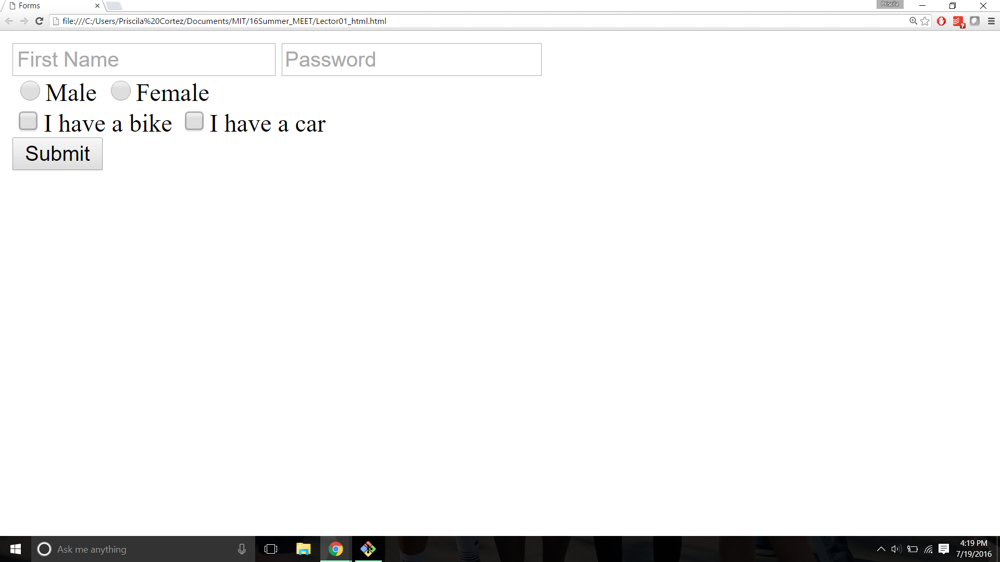 Forms
Priscila
file:///C:/Users/Priscila%20Cortez/Documents/MIT/16Summer_MEET/Lector01_html.html
First Name Password
Male Female
I have a bike I have a car
Submit
Ask me anything
4:19 PM
7/19/2016